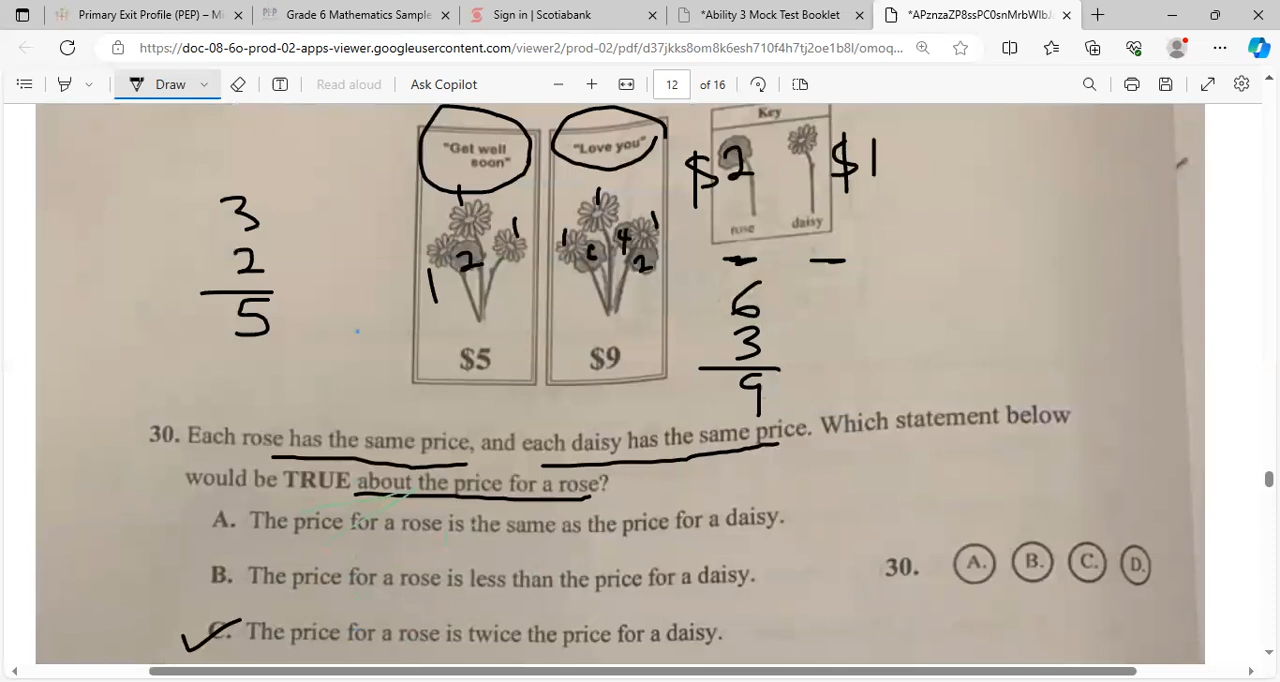 Primary Exit Profile (PEP) – Mi
PEP Grade 6 Mathematics Sample
Sign in | Scotiabank
*Ability 3 Mock Test Booklet
*APznzaZP8ssPC0snMrbWIbJ
https://doc-08-6o-prod-02-apps-viewer.googleusercontent.com/viewer2/prod-02/pdf/d37jkks8om8k6esh710f4h7tj2oe1b8l/omoq...
Draw
Read aloud
Ask Copilot
12 of 16
"Get well soon"
"Love you"
Key
$2
$1
rose
daisy
3
2
5
1
1
2
1
1
1
1
4
2
6
3
9
$5
$9
30. Each rose has the same price, and each daisy has the same price. Which statement below
would be TRUE about the price for a rose?
A. The price for a rose is the same as the price for a daisy.
B. The price for a rose is less than the price for a daisy.
30. A. B. C. D.
C. The price for a rose is twice the price for a daisy.